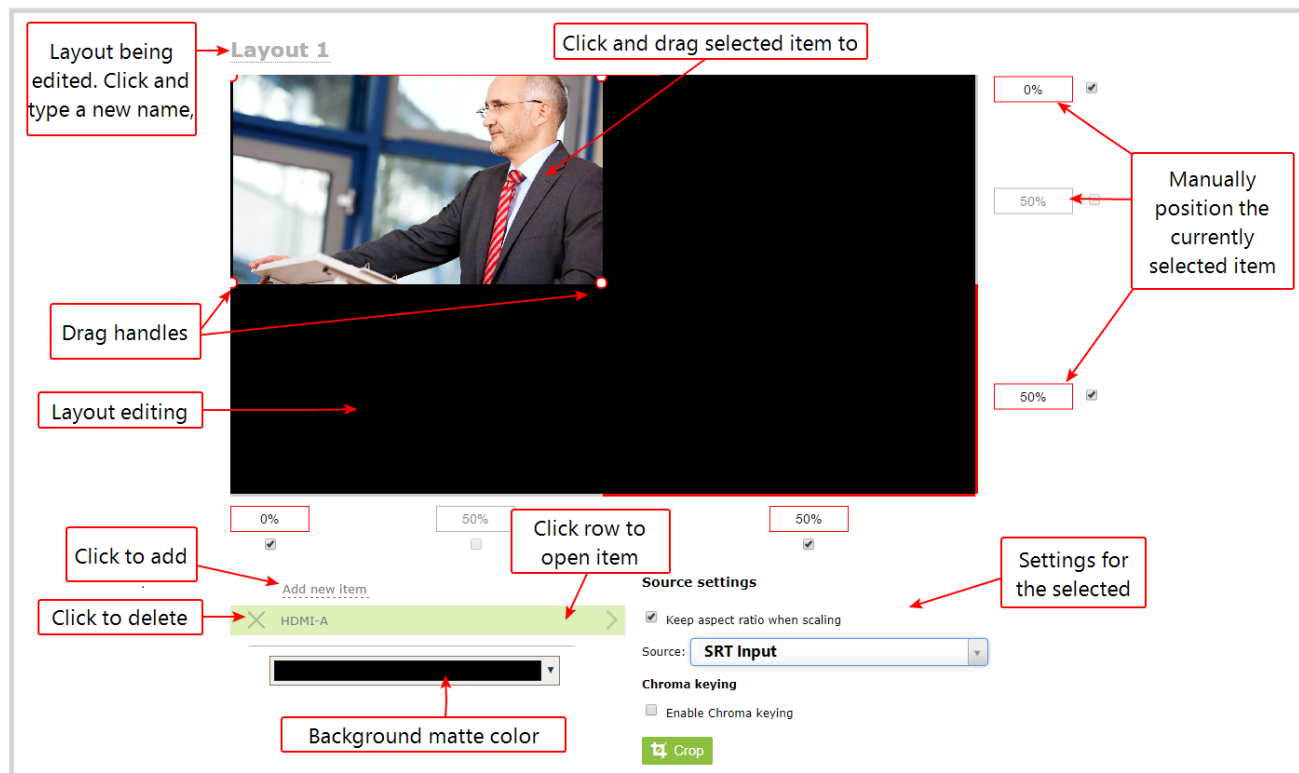 Layout being
edited. Click and
type a new name,
Layout 1
Click and drag selected item to
0%
50%
Manually
position the
currently
selected item
50%
Drag handles
Layout editing
0%
50%
50%
Click row to
open item
Click to add
Add new item
Click to delete
HDMI-A
Background matte color
Source settings
Keep aspect ratio when scaling
Source: SRT Input
Chroma keying
Enable Chroma keying
Crop
Settings for
the selected